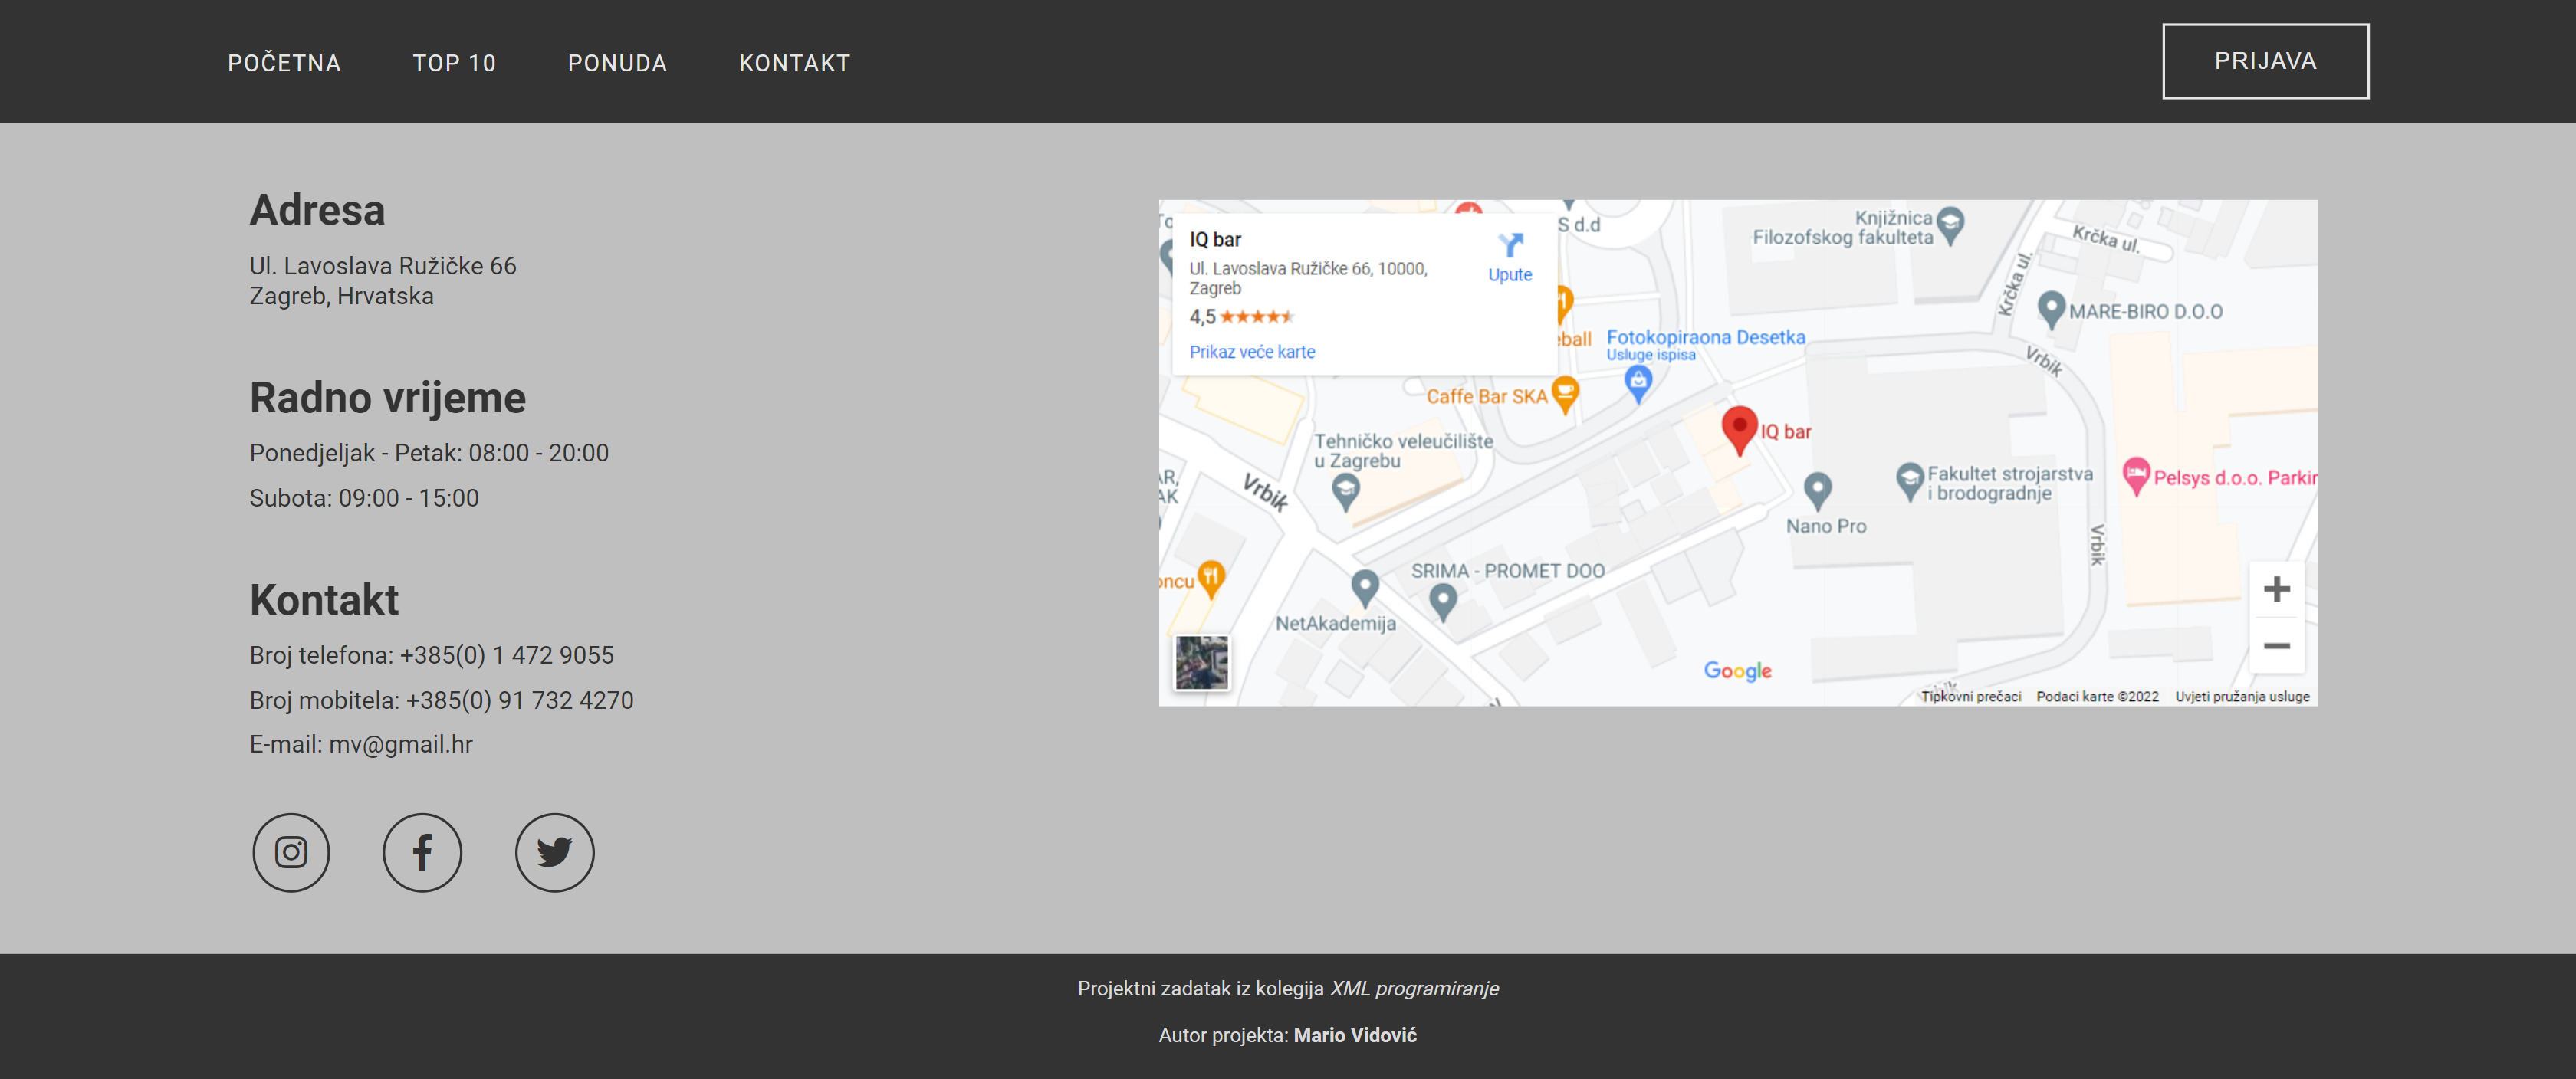 POČETNA
TOP 10
PONUDA
KONTAKT
PRIJAVA
Adresa
Ul. Lavoslava Ružičke 66
Zagreb, Hrvatska
Radno vrijeme
Ponedjeljak - Petak: 08:00 - 20:00
Subota: 09:00 - 15:00
Kontakt
Broj telefona: +385(0) 1 472 9055
Broj mobitela: +385(0) 91 732 4270
E-mail: mv@gmail.hr
IQ bar
Ul. Lavoslava Ružičke 66, 10000,
Zagreb
4,5
Prikaz veće karte
Upute
S d.d
Knjižnica
Filozofskog fakulteta
Krčka ul.
Krčka ul.
MARE-BIRO D.O.O
eball
Fotokopiraona Desetka
Usluge ispisa
Vrbik
Caffe Bar SKA
IQ bar
Tehničko veleučilište
u Zagrebu
AR,
AK
Vrbik
Fakultet strojarstva
i brodogradnje
Pelsys d.o.o. Parkir
Nano Pro
Vrbik
SRIMA - PROMET DOO
oncu
NetAkademija
Google
Tipkovni prečaci
Podaci karte ©2022
Uvjeti pružanja usluge
Projektni zadatak iz kolegija XML programiranje
Autor projekta: Mario Vidović